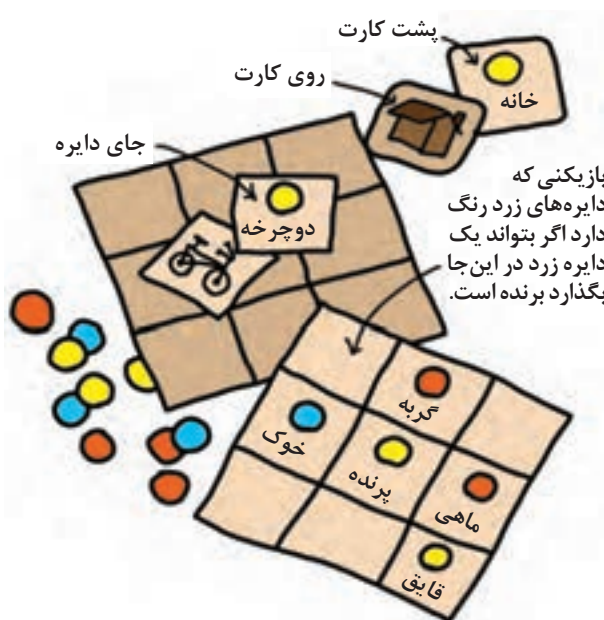 پشت کارت
خانه
روی کارت
جای دایره
دوچرخه
بازیکنی که
دایره‌های زرد رنگ
دارد اگر بتواند یک
دایره زرد در این‌جا
بگذارد برنده است.
گربه
خوک
پرنده
ماهی
قایق